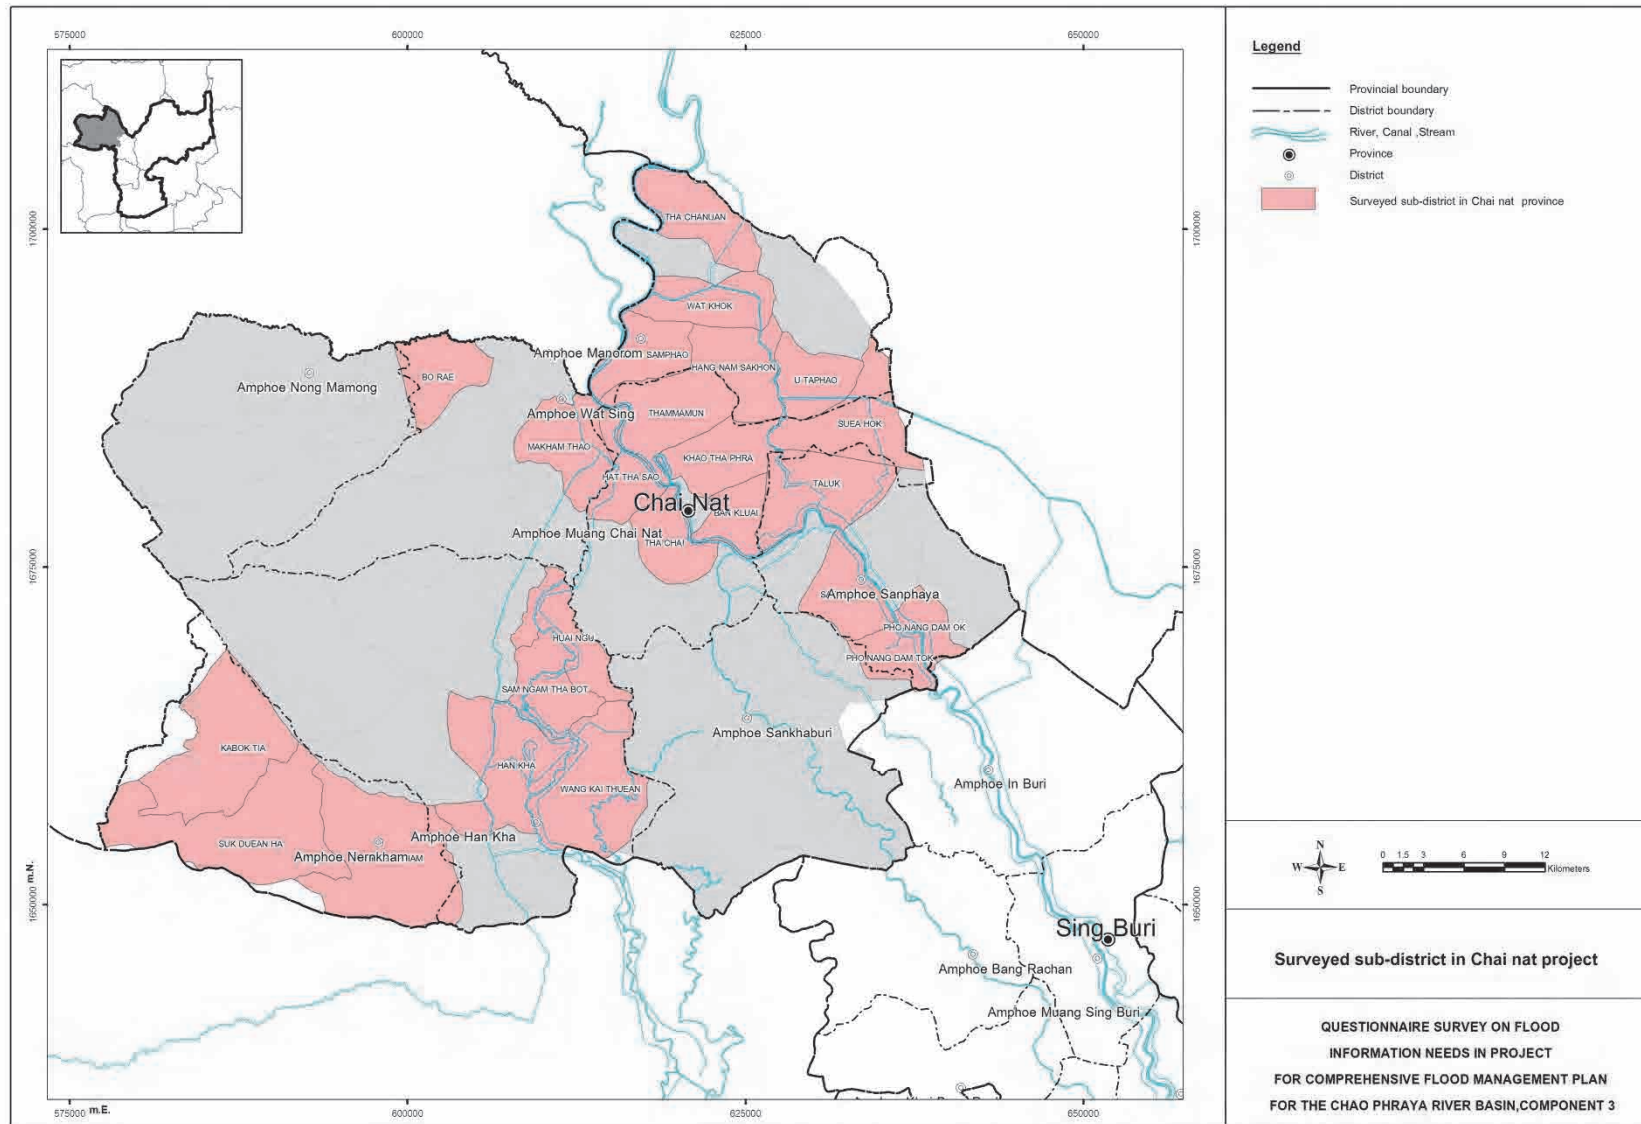 575000
600000
625000
650000
Legend
Provincial boundary
District boundary
River, Canal ,Stream
Province
District
Surveyed sub-district in Chai nat province
1700000
1700000
THA CHANUAN
WAT KHOK
Amphoe Manorom
SAMPHAO
HANG NAM SAKHON
U TAPHAO
BO RAE
Amphoe Nong Mamong
Amphoe Wat Sing
THAMMAMUN
SUEA HOK
MAKHAM THAO
KHAO THA PHRA
HAT THA SAO
TALUK
Chai Nat
BAN KLUAI
Amphoe Muang Chai Nat
THA CHAI
1675000
1675000
Amphoe Sanphaya
PHO NANG DAM OK
HUAI NGU
PHO NANG DAM TOK
SAM NGAM THA BOT
Amphoe Sankhaburi
KABOK TIA
HAN KHA
Amphoe In Buri
WANG KAI THUEAN
Amphoe Han Kha
SUK DUEAN HA
Amphoe Nernkham
1650000
m.N.
1650000
Sing Buri
Amphoe Bang Rachan
Amphoe Muang Sing Buri
575000
m.E.
600000
625000
650000
N
W E
S
0 1.5 3 6 9 12
Kilometers
Surveyed sub-district in Chai nat project
QUESTIONNAIRE SURVEY ON FLOOD
INFORMATION NEEDS IN PROJECT
FOR COMPREHENSIVE FLOOD MANAGEMENT PLAN
FOR THE CHAO PHRAYA RIVER BASIN,COMPONENT 3